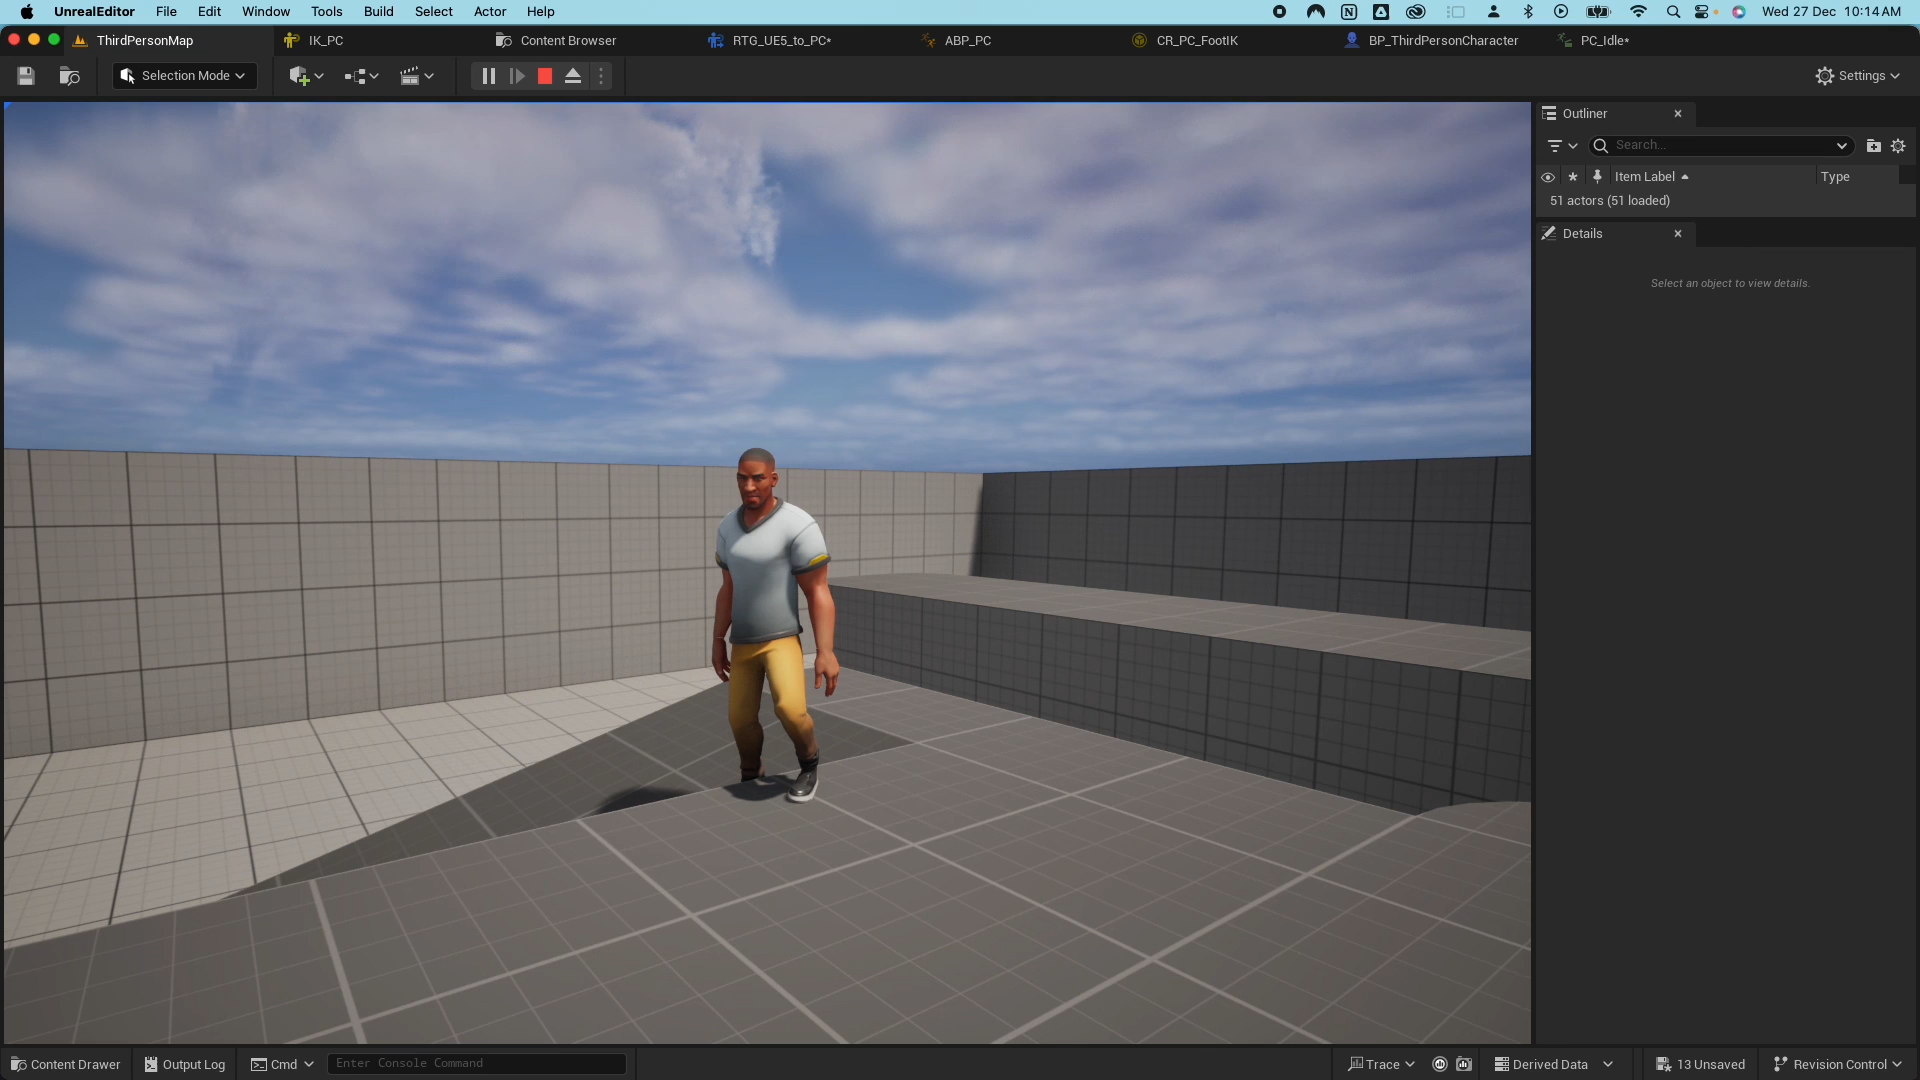 UnrealEditor File Edit Window Tools Build Select Actor Help Wed 27 Dec 10:14 AM
ThirdPersonMap IK_PC Content Browser RTG_UE5_to_PC* ABP_PC CR_PC_FootIK BP_ThirdPersonCharacter PC_Idle*
Selection Mode Settings
Outliner
Search...
Item Label Type
51 actors (51 loaded)
Details
Select an object to view details.
Content Drawer Output Log Cmd Enter Console Command Trace Derived Data 13 Unsaved Revision Control